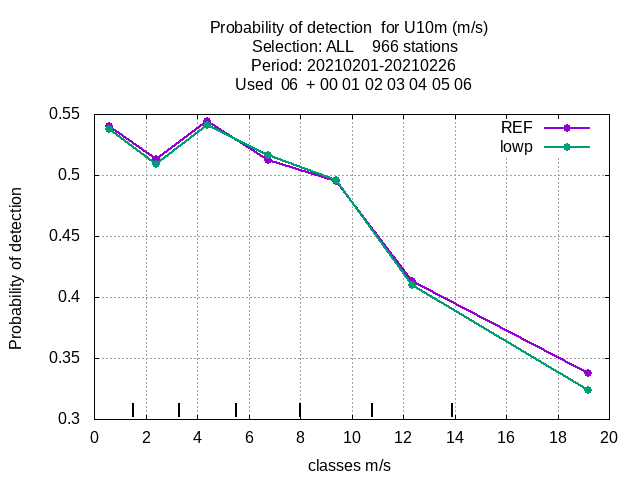 Probability of detection  for U10m (m/s)
Selection: ALL    966 stations
Period: 20210201-20210226
Used  06  + 00 01 02 03 04 05 06
REF
lowp
Probability of detection
0.55
0.5
0.45
0.4
0.35
0.3
0 2 4 6 8 10 12 14 16 18 20
classes m/s